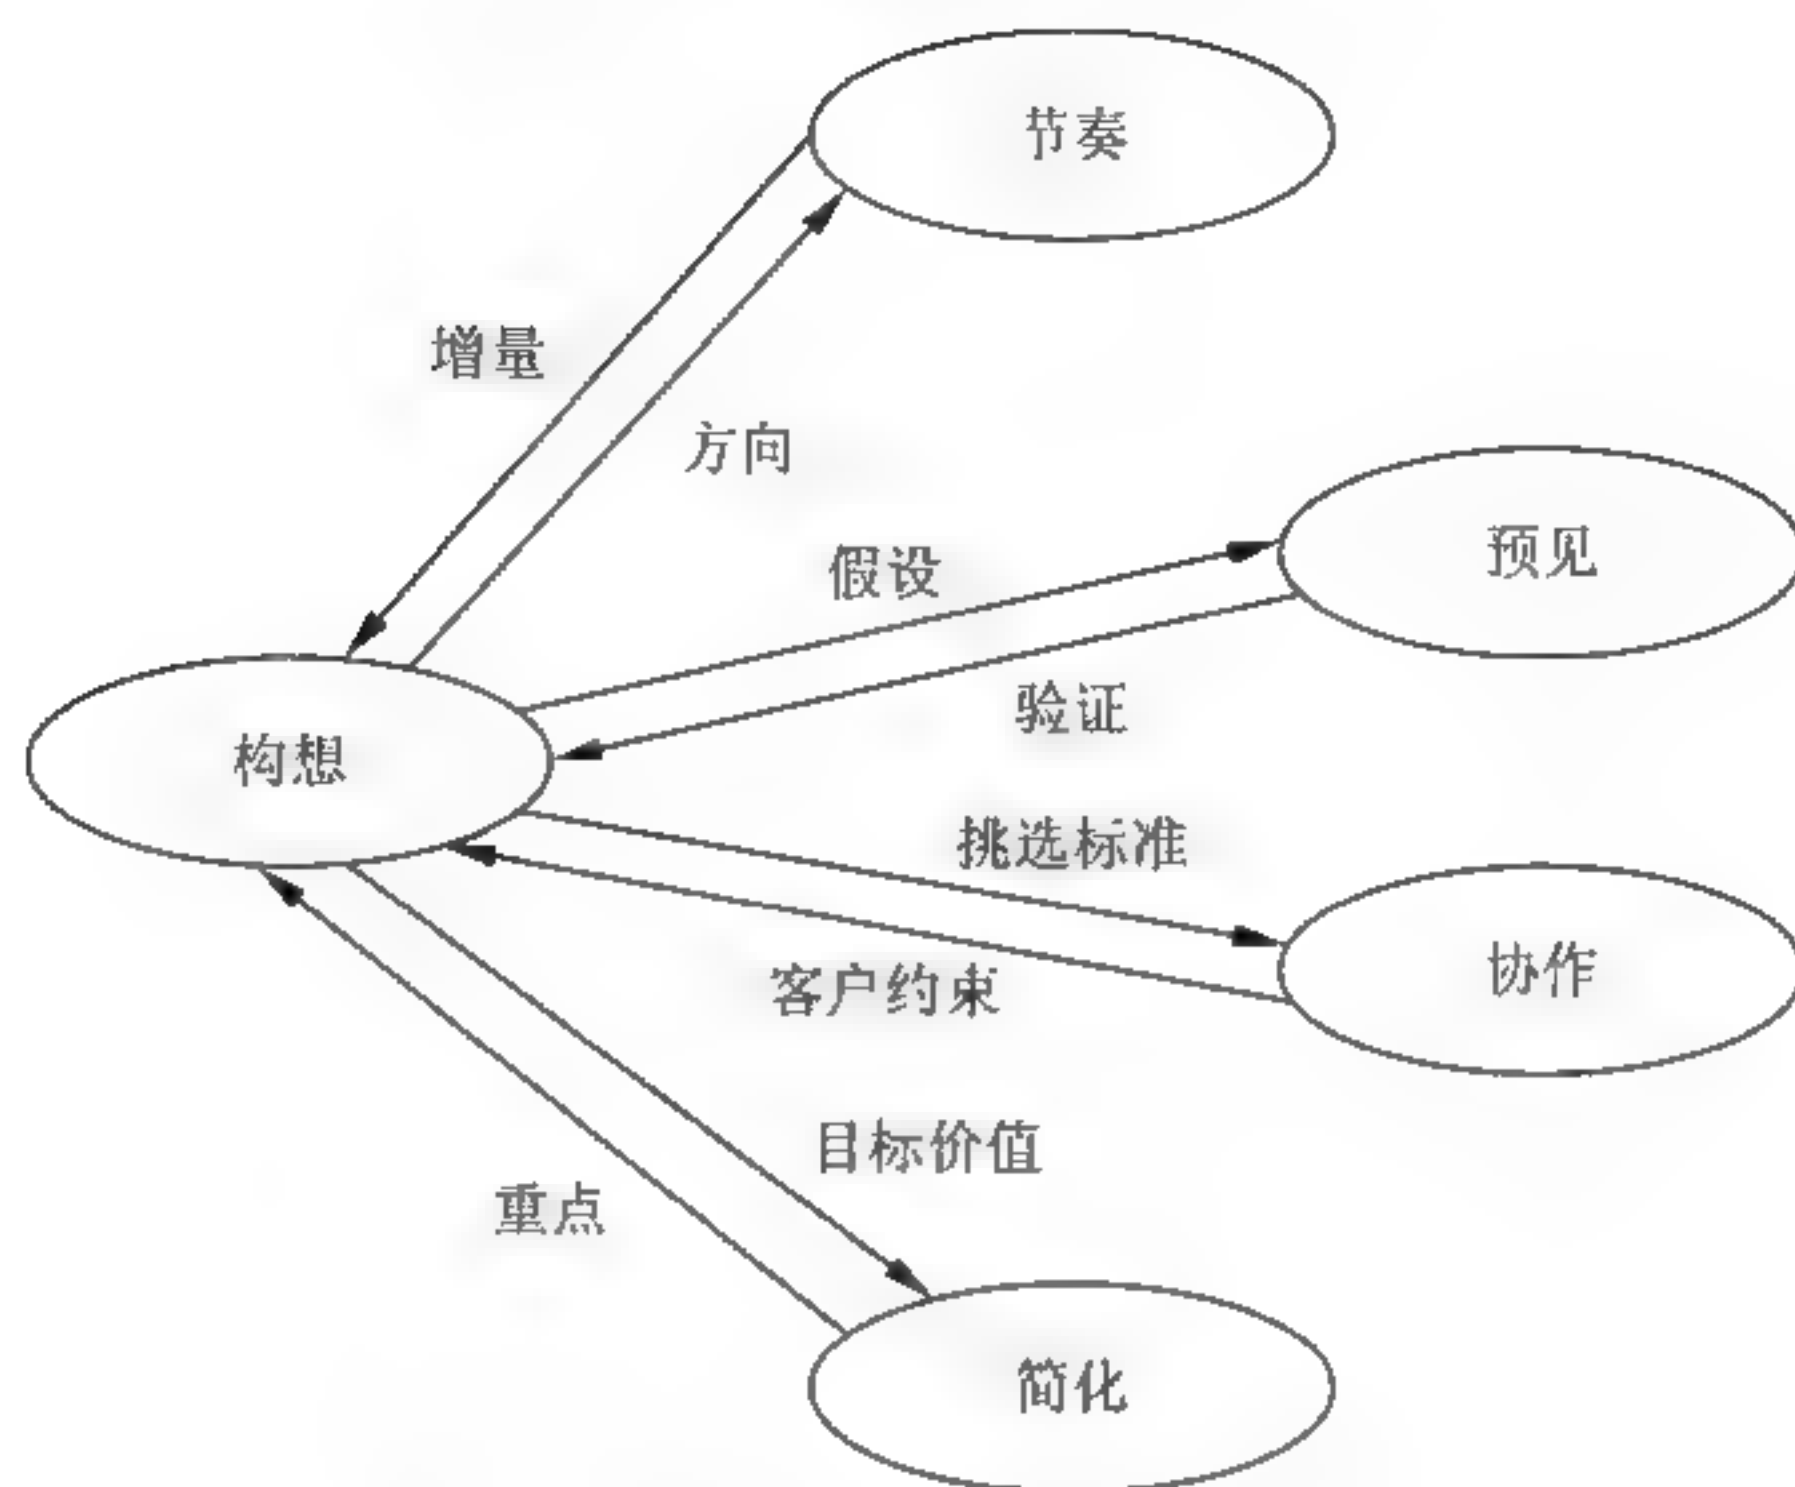 节奏
增量
方向
预见
假设
验证
构想
挑选标准
协作
客户约束
目标价值
重点
简化